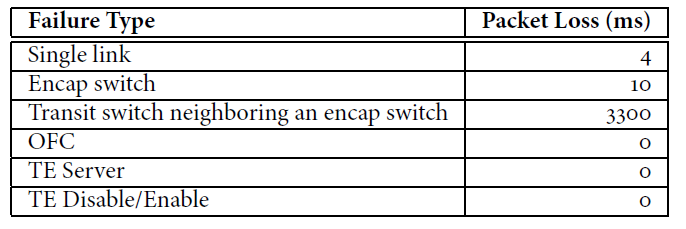 Failure Type Packet Loss (ms)
Single link 4
Encap switch 10
Transit switch neighboring an encap switch 3300
OFC 0
TE Server 0
TE Disable/Enable 0